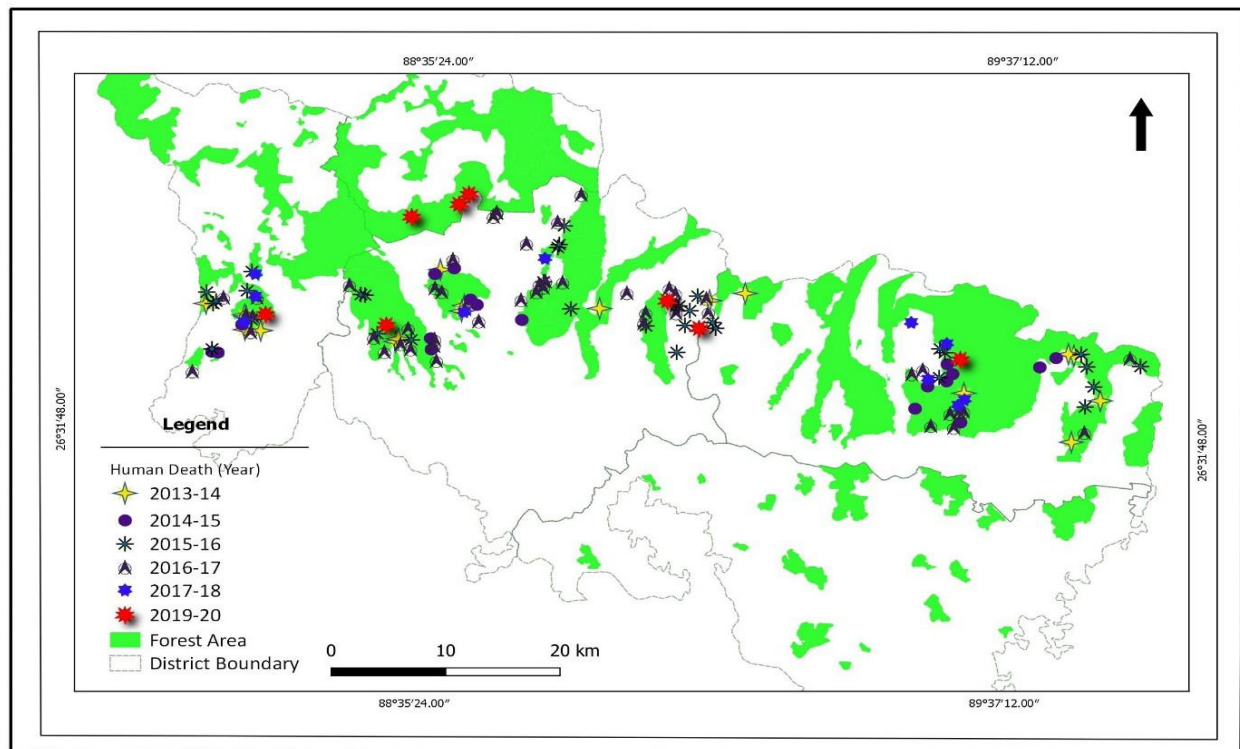 88°35′24.00″ 89°37′12.00″
26°31′48.00″
26°31′48.00″
Legend
Human Death (Year)
2013-14
2014-15
2015-16
2016-17
2017-18
2019-20
Forest Area
District Boundary
0 10 20 km
88°35′24.00″ 89°37′12.00″